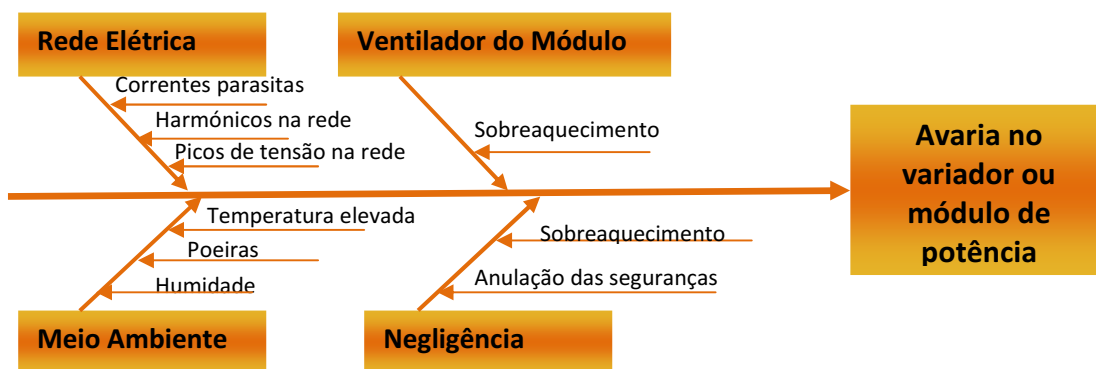 Rede Elétrica
Correntes parasitas
Harmónicos na rede
Picos de tensão na rede
Ventilador do Módulo
Sobreaquecimento
Avaria no
variador ou
módulo de
potência
Temperatura elevada
Poeiras
Humidade
Meio Ambiente
Sobreaquecimento
Anulação das seguranças
Negligência